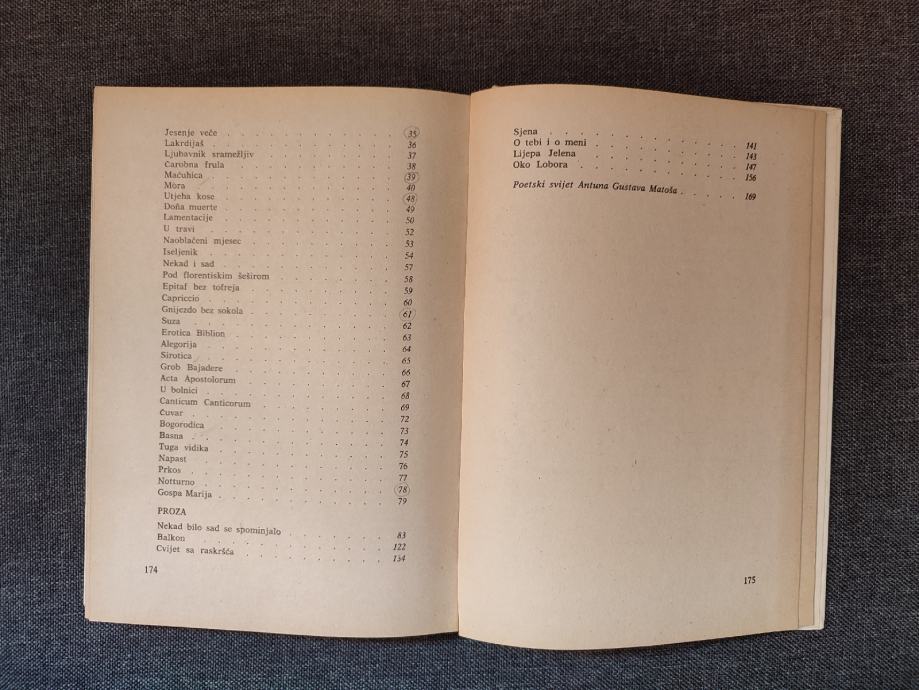 Jesenje veče . . . . . . . . . . . 35
Lakrdijaš . . . . . . . . . . . 36
Ljubavnik sramežljiv . . . . . . . . . . . 37
Čarobna frula . . . . . . . . . . . 38
Maćuhica . . . . . . . . . . . 39
Mòra . . . . . . . . . . . 40
Utjeha kose . . . . . . . . . . . 48
Doña muerte . . . . . . . . . . . 49
Lamentacije . . . . . . . . . . . 50
U travi . . . . . . . . . . . 52
Naoblačeni mjesec . . . . . . . . . . . 53
Iseljenik . . . . . . . . . . . 54
Nekad i sad . . . . . . . . . . . 57
Pod florentiskim šeširom . . . . . . . . . . . 58
Epitaf bez tofreja . . . . . . . . . . . 59
Capriccio . . . . . . . . . . . 60
Gnijezdo bez sokola . . . . . . . . . . . 61
Suza . . . . . . . . . . . 62
Erotica Biblion . . . . . . . . . . . 63
Alegorija . . . . . . . . . . . 64
Sirotica . . . . . . . . . . . 65
Grob Bajadere . . . . . . . . . . . 66
Acta Apostolorum . . . . . . . . . . . 67
U bolnici . . . . . . . . . . . 68
Canticum Canticorum . . . . . . . . . . . 69
Čuvar . . . . . . . . . . . 72
Bogorodica . . . . . . . . . . . 73
Basna . . . . . . . . . . . 74
Tuga vidika . . . . . . . . . . . 75
Napast . . . . . . . . . . . 76
Prkos . . . . . . . . . . . 77
Notturno . . . . . . . . . . . 78
Gospa Marija . . . . . . . . . . . 79
PROZA
Nekad bilo sad se spominjalo . . . . . . . 83
Balkon . . . . . . . . . . . 122
Cvijet sa raskršća . . . . . . . . . . . 134
174
Sjena . . . . . . . . . . . 141
O tebi i o meni . . . . . . . . . . . 143
Lijepa Jelena . . . . . . . . . . . 147
Oko Lobora . . . . . . . . . . . 156
Poetski svijet Antuna Gustava Matoša . . . . . 169
175